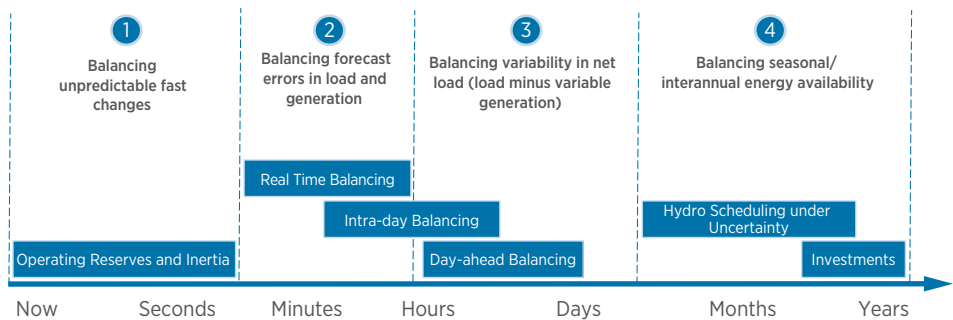 1
Balancing
unpredictable fast
changes
2
Balancing forecast
errors in load and
generation
3
Balancing variability in net
load (load minus variable
generation)
4
Balancing seasonal/
interannual energy availability
Real Time Balancing
Intra-day Balancing
Hydro Scheduling under
Uncertainty
Operating Reserves and Inertia
Day-ahead Balancing
Investments
Now
Seconds
Minutes
Hours
Days
Months
Years